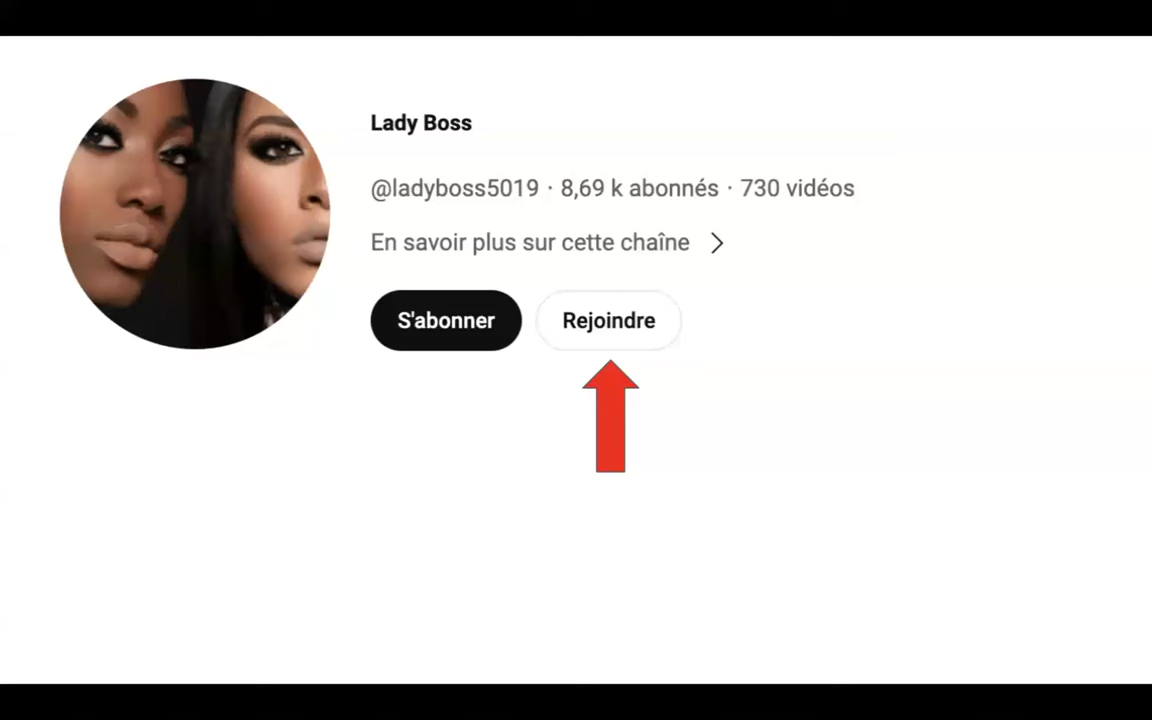 Lady Boss
@ladyboss5019 · 8,69 k abonnés · 730 vidéos
En savoir plus sur cette chaîne
S'abonner Rejoindre